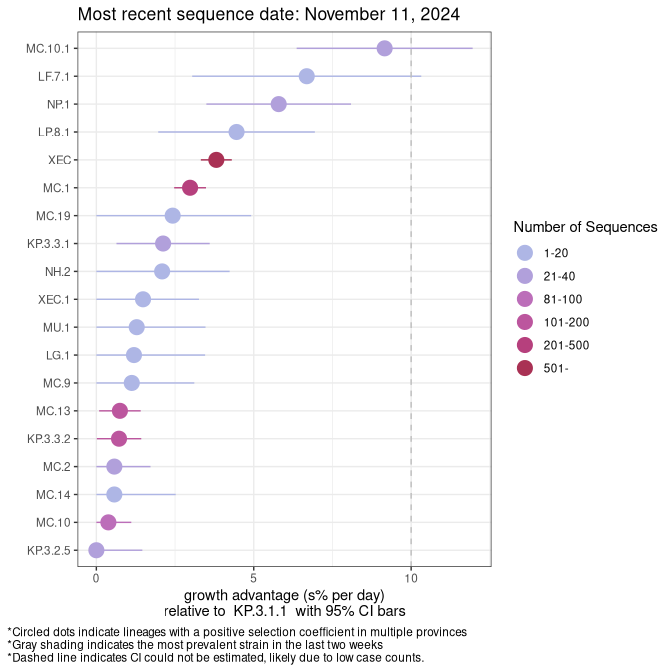 Most recent sequence date: November 11, 2024
MC.10.1
LF.7.1
NP.1
LP.8.1
XEC
MC.1
MC.19
KP.3.3.1
NH.2
XEC.1
MU.1
LG.1
MC.9
MC.13
KP.3.3.2
MC.2
MC.14
MC.10
KP.3.2.5
0 5 10
growth advantage (s% per day)
relative to KP.3.1.1 with 95% CI bars
Number of Sequences
1-20
21-40
81-100
101-200
201-500
501-
*Circled dots indicate lineages with a positive selection coefficient in multiple provinces
*Gray shading indicates the most prevalent strain in the last two weeks
*Dashed line indicates CI could not be estimated, likely due to low case counts.